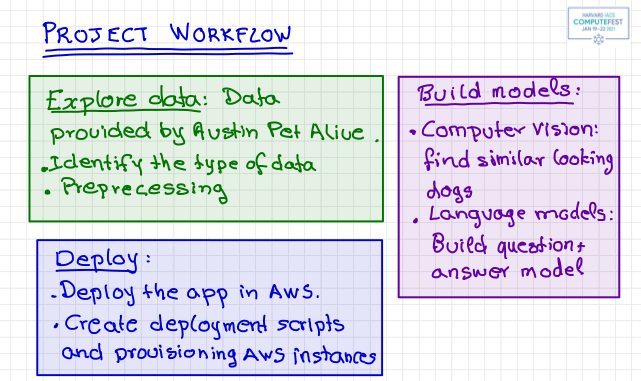 PROJECT WORKFLOW
HARVARD IACS
COMPUTEFEST
JAN 19-22 2021
Explore data: Data
provided by Austin Pet Alive.
• Identify the type of data
• Preprecessing
Build models:
• Computer Vision:
find similar looking
dogs
• Language models:
Build question+
answer model
Deploy:
• Deploy the app in AWS.
• Create deployment scripts
and provisioning AWS instances